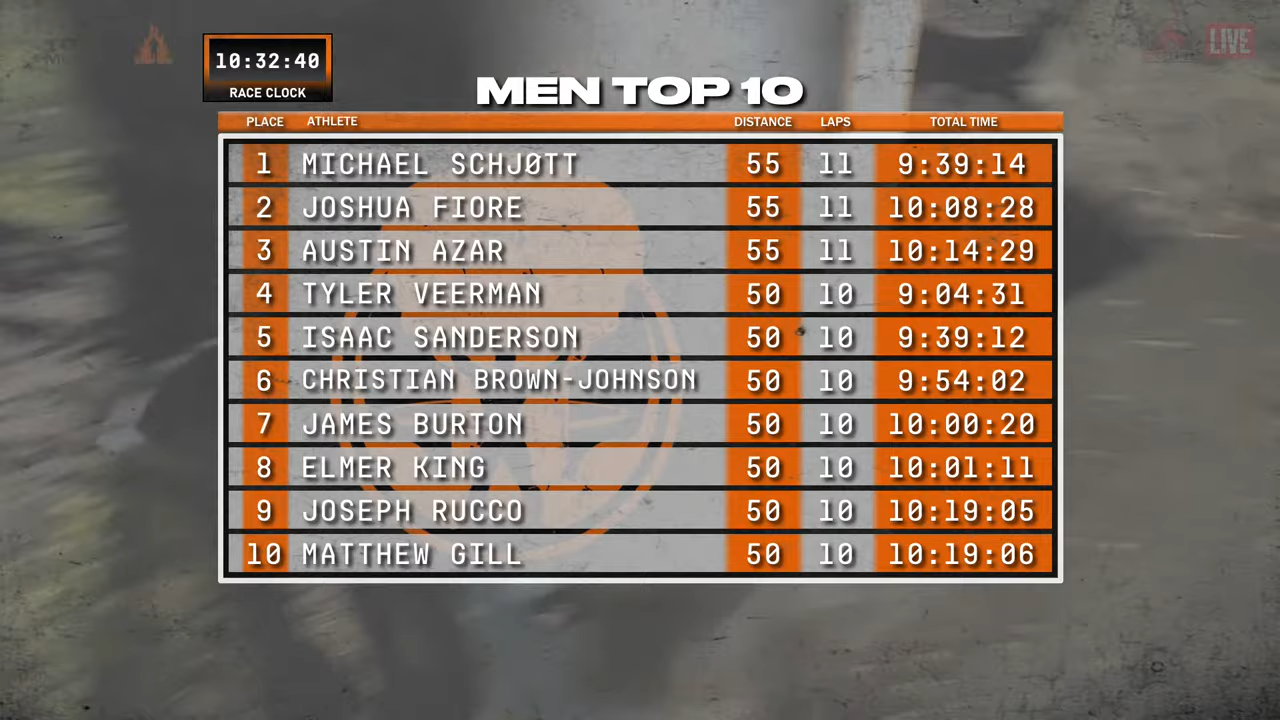 LIVE
10:32:40
RACE CLOCK
MEN TOP 10
PLACE ATHLETE DISTANCE LAPS TOTAL TIME
1 MICHAEL SCHJØTT 55 11 9:39:14
2 JOSHUA FIORE 55 11 10:08:28
3 AUSTIN AZAR 55 11 10:14:29
4 TYLER VEERMAN 50 10 9:04:31
5 ISAAC SANDERSON 50 10 9:39:12
6 CHRISTIAN BROWN-JOHNSON 50 10 9:54:02
7 JAMES BURTON 50 10 10:00:20
8 ELMER KING 50 10 10:01:11
9 JOSEPH RUCCO 50 10 10:19:05
10 MATTHEW GILL 50 10 10:19:06